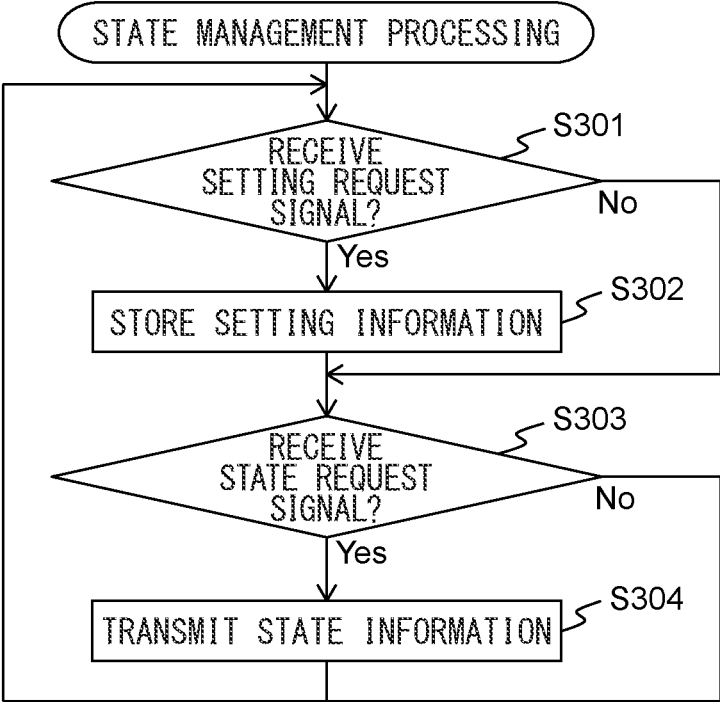 STATE MANAGEMENT PROCESSING
S301
RECEIVE
SETTING REQUEST
SIGNAL?
No
Yes
S302
STORE SETTING INFORMATION
S303
RECEIVE
STATE REQUEST
SIGNAL?
No
Yes
S304
TRANSMIT STATE INFORMATION